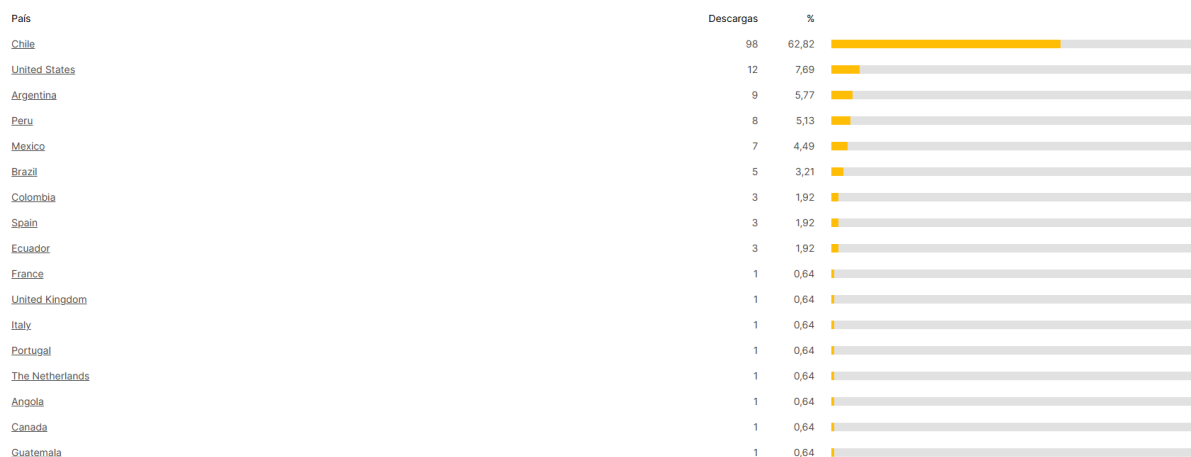 País Descargas %
Chile 98 62,82
United States 12 7,69
Argentina 9 5,77
Peru 8 5,13
Mexico 7 4,49
Brazil 5 3,21
Colombia 3 1,92
Spain 3 1,92
Ecuador 3 1,92
France 1 0,64
United Kingdom 1 0,64
Italy 1 0,64
Portugal 1 0,64
The Netherlands 1 0,64
Angola 1 0,64
Canada 1 0,64
Guatemala 1 0,64